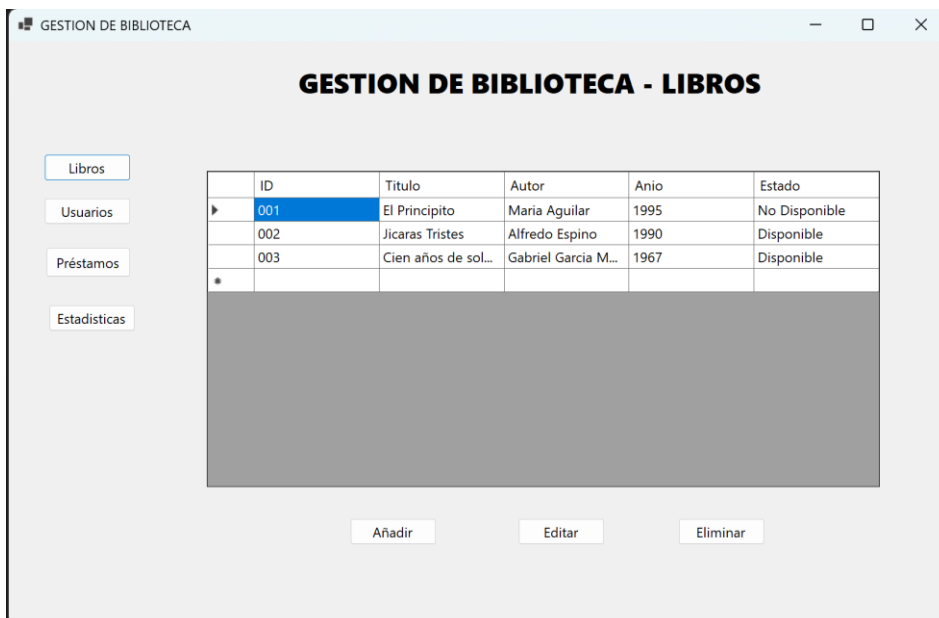 GESTION DE BIBLIOTECA
GESTION DE BIBLIOTECA - LIBROS
Libros
Usuarios
Préstamos
Estadisticas
ID Titulo Autor Anio Estado
001 El Principito Maria Aguilar 1995 No Disponible
002 Jicaras Tristes Alfredo Espino 1990 Disponible
003 Cien años de sol... Gabriel Garcia M... 1967 Disponible
Añadir Editar Eliminar